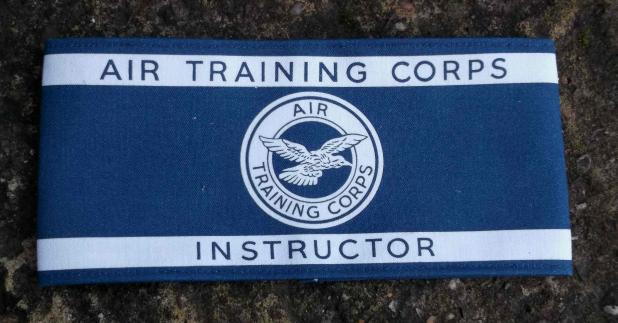 AIR TRAINING CORPS
AIR
TRAINING CORPS
INSTRUCTOR